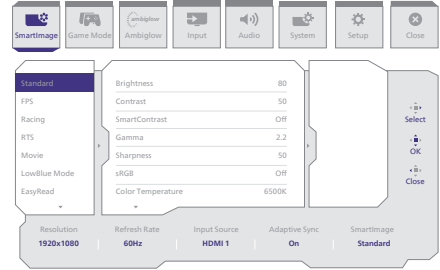 ambiglow
SmartImage Game Mode Ambiglow Input Audio System Setup Close
Standard
FPS
Racing
RTS
Movie
LowBlue Mode
EasyRead
Brightness 80
Contrast 50
SmartContrast Off
Gamma 2.2
Sharpness 50
sRGB Off
Color Temperature 6500K
Select
OK
Close
Resolution Refresh Rate Input Source Adaptive Sync SmartImage
1920x1080 60Hz HDMI 1 On Standard